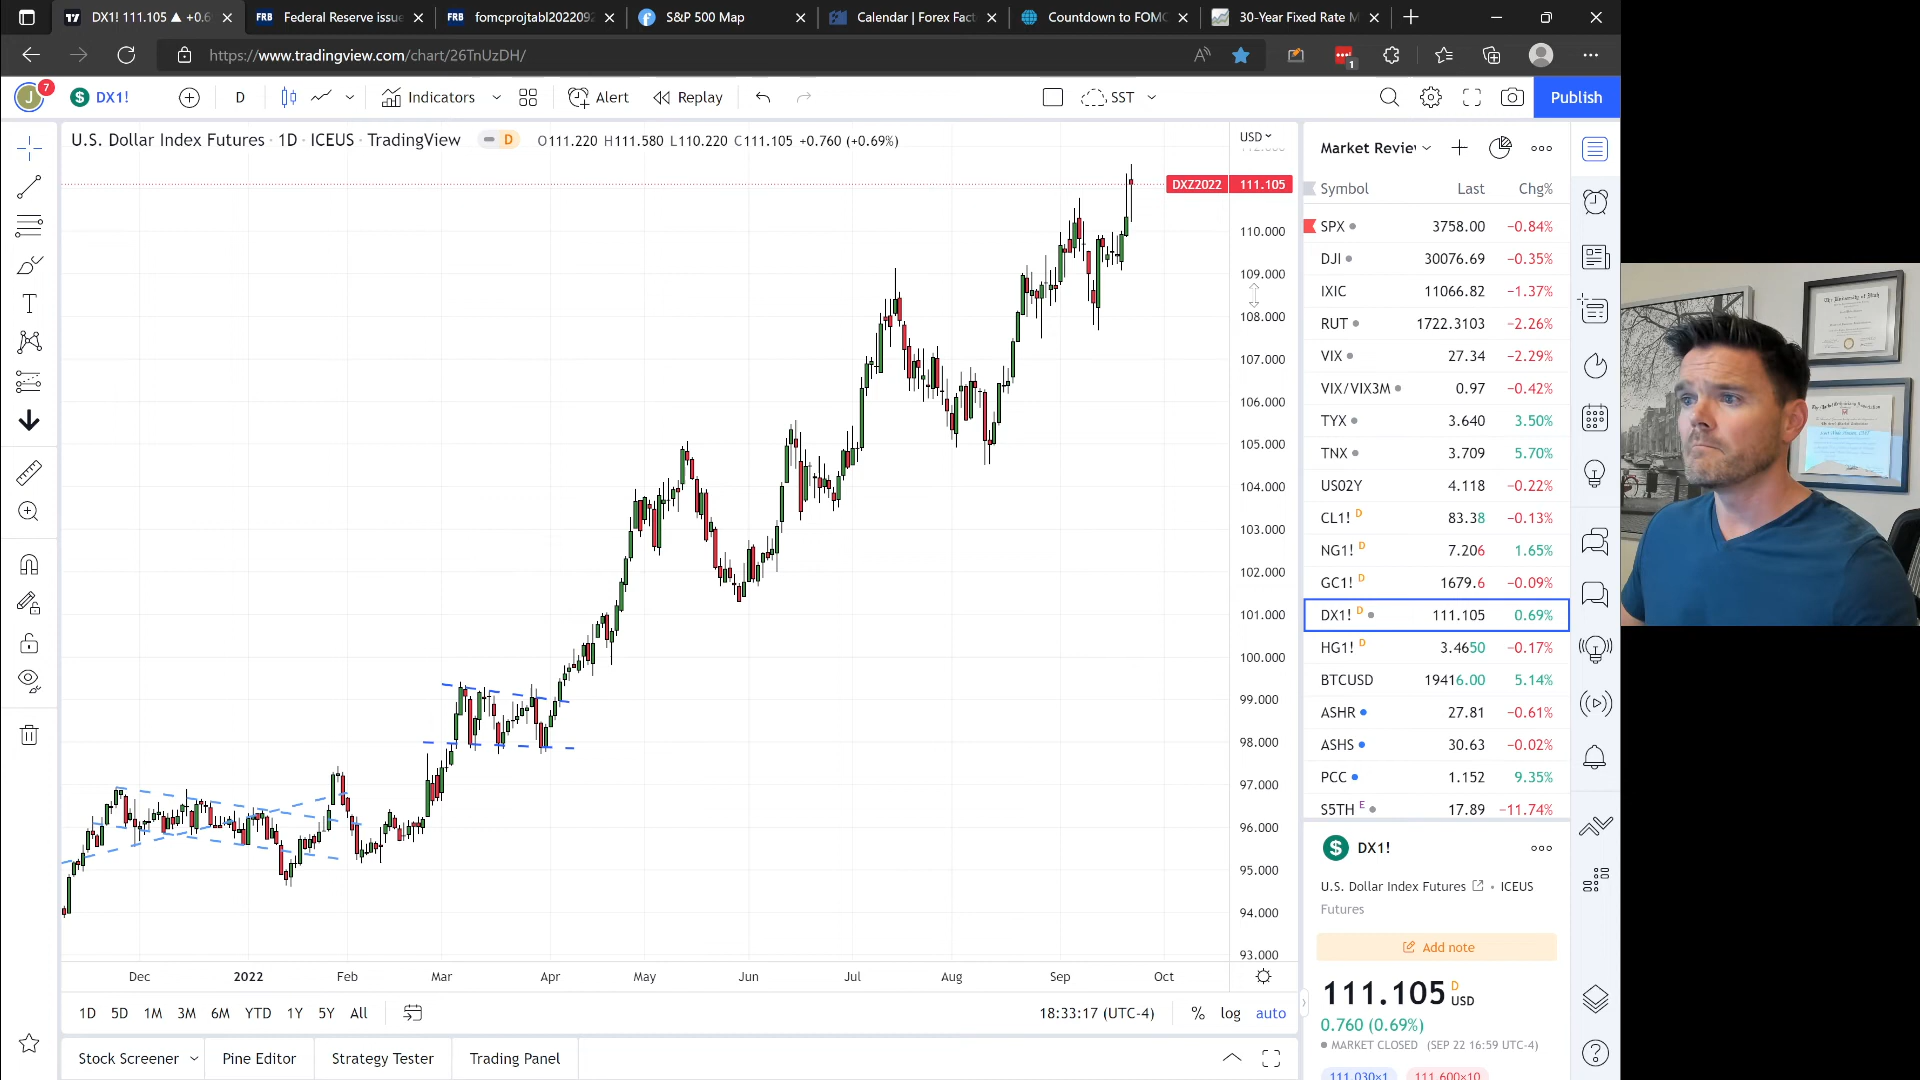 DX1! 111.105 ▲ +0.6
Federal Reserve issue
fomcprojtabl2022092
S&P 500 Map
Calendar | Forex Fact
Countdown to FOMC
30-Year Fixed Rate M
https://www.tradingview.com/chart/26TnUzDH/
1
J
7
DX1!
D
Indicators
Alert
Replay
SST
Publish
U.S. Dollar Index Futures · 1D · ICEUS · TradingView
D
O111.220 H111.580 L110.220 C111.105 +0.760 (+0.69%)
USD
DXZ2022 111.105
110.000
109.000
108.000
107.000
106.000
105.000
104.000
103.000
102.000
101.000
100.000
99.000
98.000
97.000
96.000
95.000
94.000
93.000
Dec 2022 Feb Mar Apr May Jun Jul Aug Sep Oct
1D 5D 1M 3M 6M YTD 1Y 5Y All
18:33:17 (UTC-4) % log auto
Stock Screener Pine Editor Strategy Tester Trading Panel
Market Review
Symbol Last Chg%
SPX 3758.00 −0.84%
DJI 30076.69 −0.35%
IXIC 11066.82 −1.37%
RUT 1722.3103 −2.26%
VIX 27.34 −2.29%
VIX/VIX3M 0.97 −0.42%
TYX 3.640 3.50%
TNX 3.709 5.70%
US02Y 4.118 −0.22%
CL1! D 83.38 −0.13%
NG1! D 7.206 1.65%
GC1! D 1679.6 −0.09%
DX1! D 111.105 0.69%
HG1! D 3.4650 −0.17%
BTCUSD 19416.00 5.14%
ASHR 27.81 −0.61%
ASHS 30.63 −0.02%
PCC 1.152 9.35%
S5TH E 17.89 −11.74%
DX1!
U.S. Dollar Index Futures • ICEUS
Futures
Add note
111.105 D USD
0.760 (0.69%)
MARKET CLOSED (SEP 22 16:59 UTC-4)
111.030×1 111.600×10